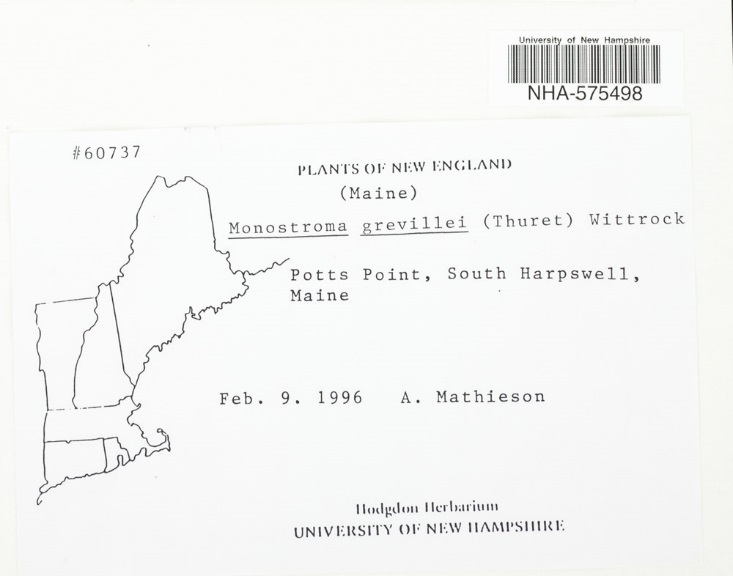 University of New Hampshire
NHA-575498
#60737
PLANTS OF NEW ENGLAND
(Maine)
Monostroma grevillei (Thuret) Wittrock
Potts Point, South Harpswell,
Maine
Feb. 9. 1996 A. Mathieson
Hodgdon Herbarium
UNIVERSITY OF NEW HAMPSHIRE